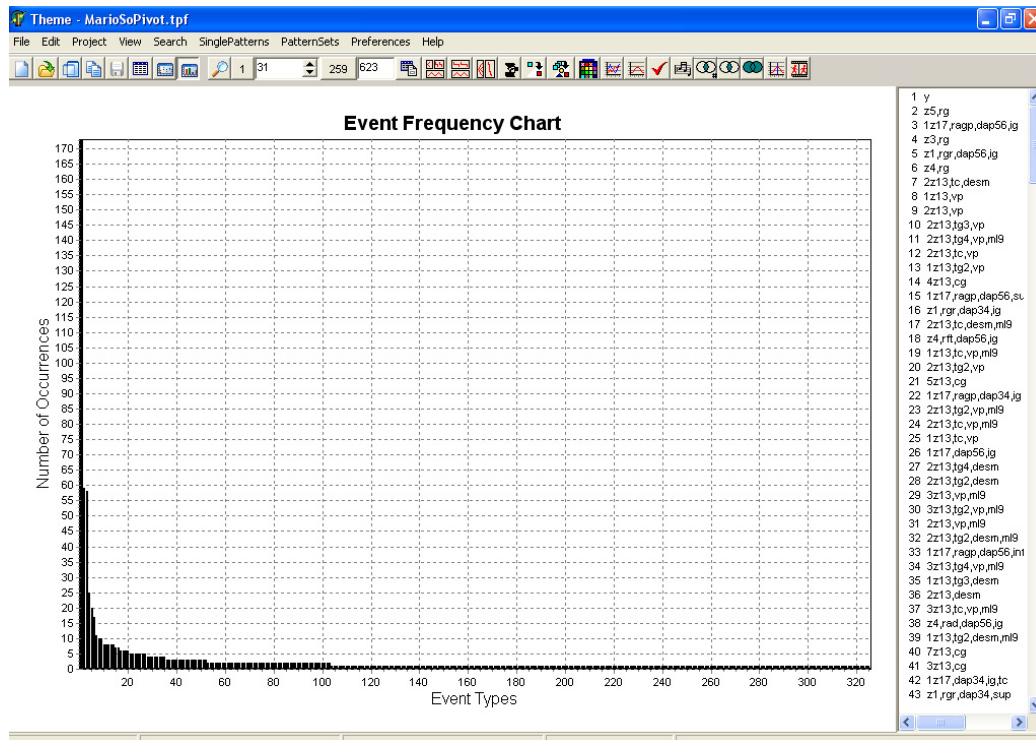 Theme - MarioSoPivot.tpf
File Edit Project View Search SinglePatterns PatternSets Preferences Help
1 31 259 623
Event Frequency Chart
Number of Occurrences
170
165
160
155
150
145
140
135
130
125
120
115
110
105
100
95
90
85
80
75
70
65
60
55
50
45
40
35
30
25
20
15
10
5
0
20 40 60 80 100 120 140 160 180 200 220 240 260 280 300 320
Event Types
1 y
2 z5,rg
3 1z17,ragp,dap56,ig
4 z3,rg
5 z1,rgr,dap56,ig
6 z4,rg
7 2z13,tc,desm
8 1z13,vp
9 2z13,vp
10 2z13,tg3,vp
11 2z13,tg4,vp,ml9
12 2z13,tc,vp
13 1z13,tg2,vp
14 4z13,cg
15 1z17,ragp,dap56,su
16 z1,rgr,dap34,ig
17 2z13,tc,desm,ml9
18 z4,rft,dap56,ig
19 1z13,tc,vp,ml9
20 2z13,tg2,vp
21 5z13,cg
22 1z17,ragp,dap34,ig
23 2z13,tg2,vp,ml9
24 2z13,tc,vp,ml9
25 1z13,tc,vp
26 1z17,dap56,ig
27 2z13,tg4,desm
28 2z13,tg2,desm
29 3z13,vp,ml9
30 3z13,tg2,vp,ml9
31 2z13,vp,ml9
32 2z13,tg2,desm,ml9
33 1z17,ragp,dap56,int
34 3z13,tg4,vp,ml9
35 1z13,tg3,desm
36 2z13,desm
37 3z13,tc,vp,ml9
38 z4,rad,dap56,ig
39 1z13,tg2,desm,ml9
40 7z13,cg
41 3z13,cg
42 1z17,dap34,ig,tc
43 z1,rgr,dap34,sup